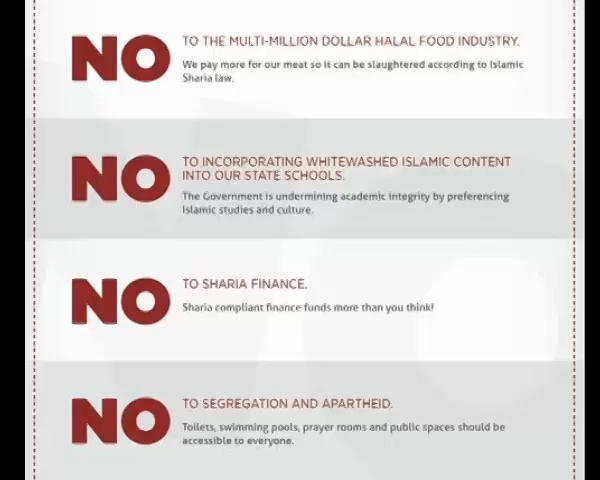 NO
TO THE MULTI-MILLION DOLLAR HALAL FOOD INDUSTRY.
We pay more for our meat so it can be slaughtered according to Islamic
Sharia law.
NO
TO INCORPORATING WHITEWASHED ISLAMIC CONTENT
INTO OUR STATE SCHOOLS.
The Government is undermining academic integrity by preferencing
Islamic studies and culture.
NO
TO SHARIA FINANCE.
Sharia compliant finance funds more than you think!
NO
TO SEGREGATION AND APARTHEID.
Toilets, swimming pools, prayer rooms and public spaces should be
accessible to everyone.